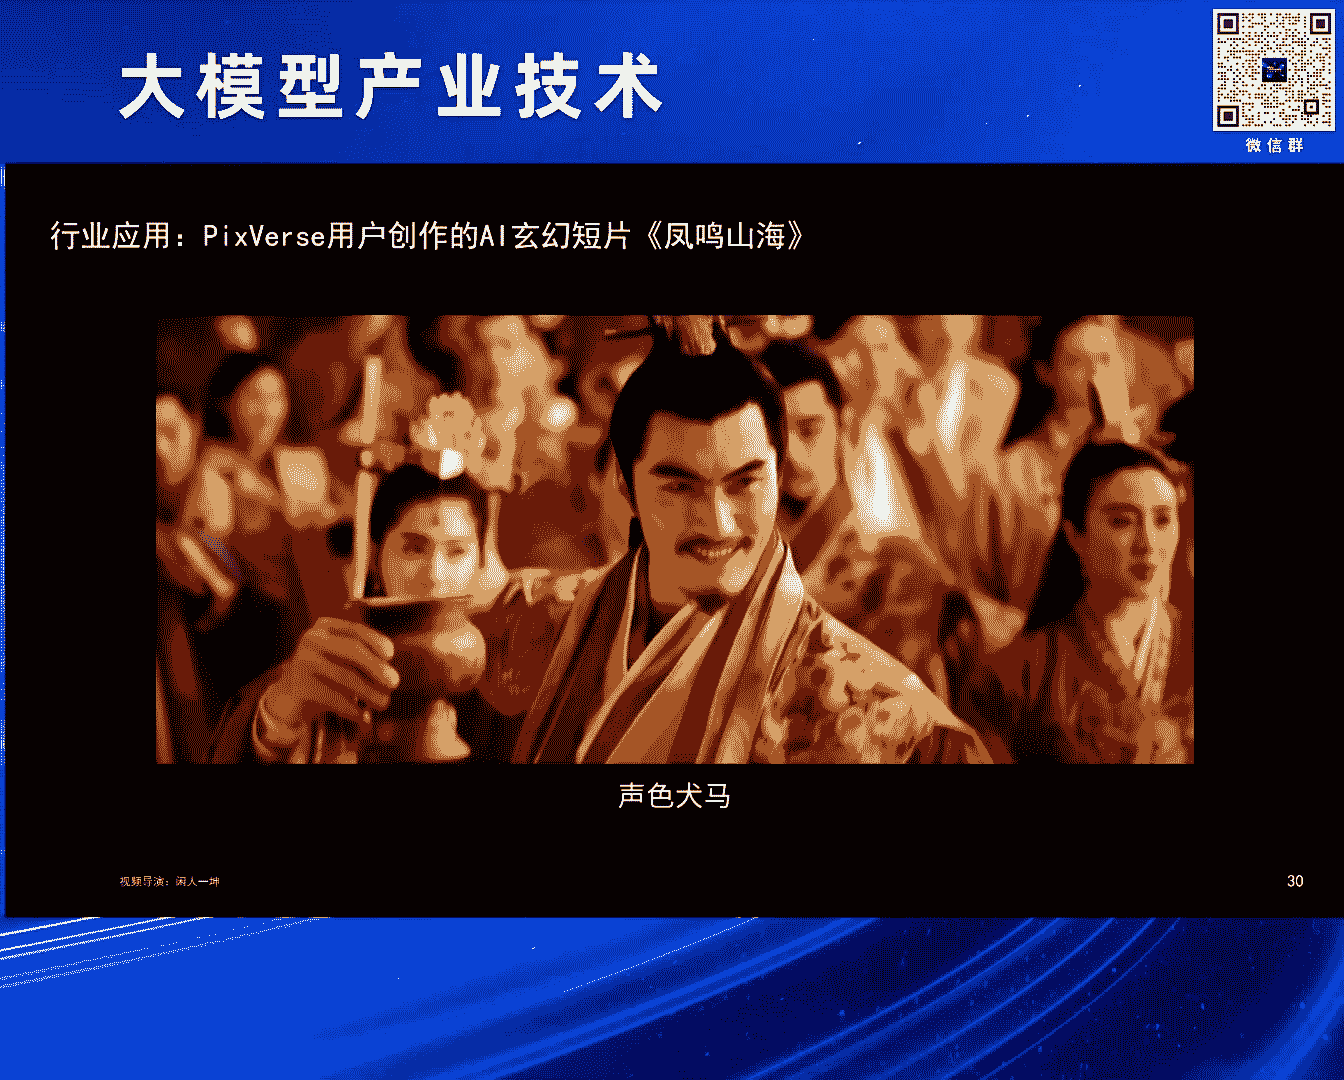 大模型产业技术
微信群
行业应用：PixVerse用户创作的AI玄幻短片《凤鸣山海》
声色犬马
视频导演：闲人一坤
30